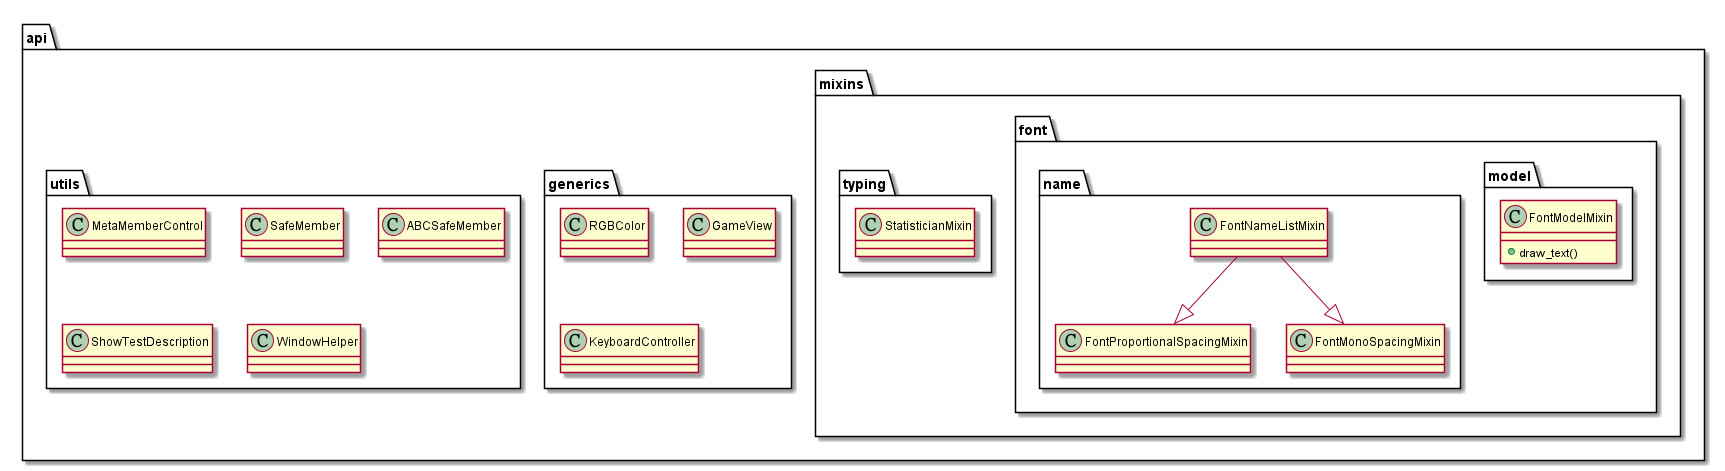 api
mixins
font
model
C FontModelMixin
draw_text()
name
C FontNameListMixin
C FontProportionalSpacingMixin
C FontMonoSpacingMixin
typing
C StatisticianMixin
generics
C RGBColor
C GameView
C KeyboardController
utils
C MetaMemberControl
C SafeMember
C ABCSafeMember
C ShowTestDescription
C WindowHelper